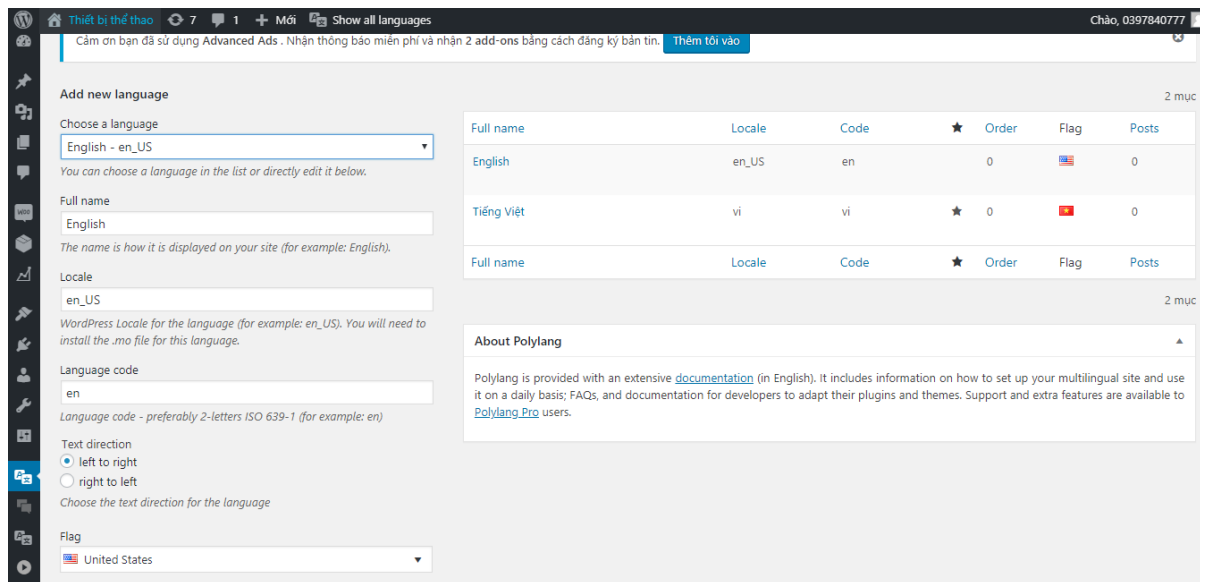 Thiết bị thể thao 7 1 Mới Show all languages Chào, 0397840777
Cảm ơn bạn đã sử dụng Advanced Ads . Nhận thông báo miễn phí và nhận 2 add-ons bằng cách đăng ký bản tin. Thêm tôi vào
Add new language
Choose a language
English - en_US
You can choose a language in the list or directly edit it below.
Full name
English
The name is how it is displayed on your site (for example: English).
Locale
en_US
WordPress Locale for the language (for example: en_US). You will need to
install the .mo file for this language.
Language code
en
Language code - preferably 2-letters ISO 639-1 (for example: en)
Text direction
left to right
right to left
Choose the text direction for the language
Flag
United States
2 mục
Full name Locale Code Order Flag Posts
English en_US en 0 0
Tiếng Việt vi vi 0 0
Full name Locale Code Order Flag Posts
2 mục
About Polylang
Polylang is provided with an extensive documentation (in English). It includes information on how to set up your multilingual site and use
it on a daily basis; FAQs, and documentation for developers to adapt their plugins and themes. Support and extra features are available to
Polylang Pro users.
WOO